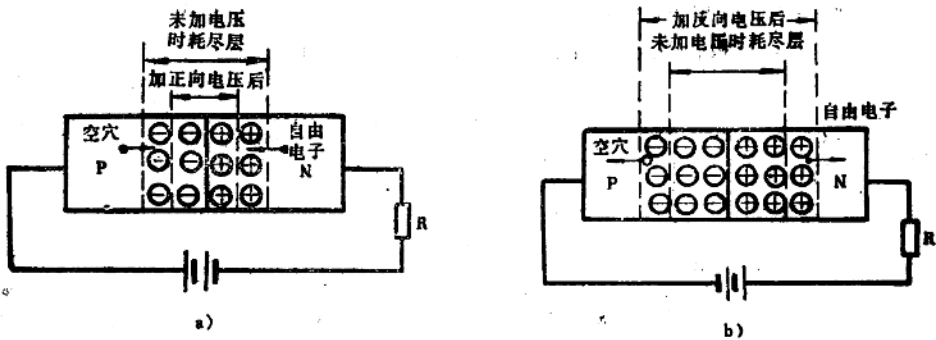 未加电压
时耗尽层
加正向电压后
空穴
自由
电子
P
N
R
a)
加反向电压后
未加电压时耗尽层
自由电子
空穴
P
N
R
b)